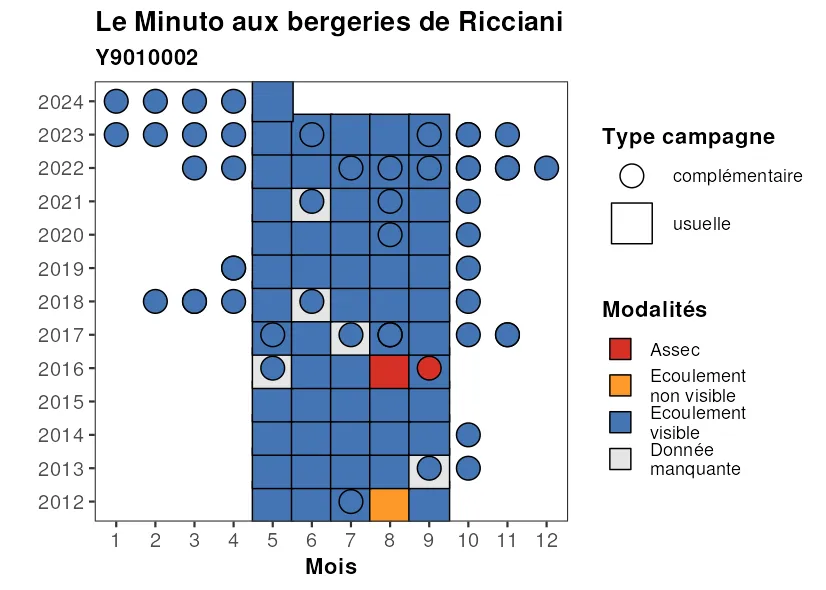 Le Minuto aux bergeries de Ricciani
Y9010002
2024
2023
2022
2021
2020
2019
2018
2017
2016
2015
2014
2013
2012
1 2 3 4 5 6 7 8 9 10 11 12
Mois
Type campagne
complémentaire
usuelle
Modalités
Assec
Ecoulement
non visible
Ecoulement
visible
Donnée
manquante